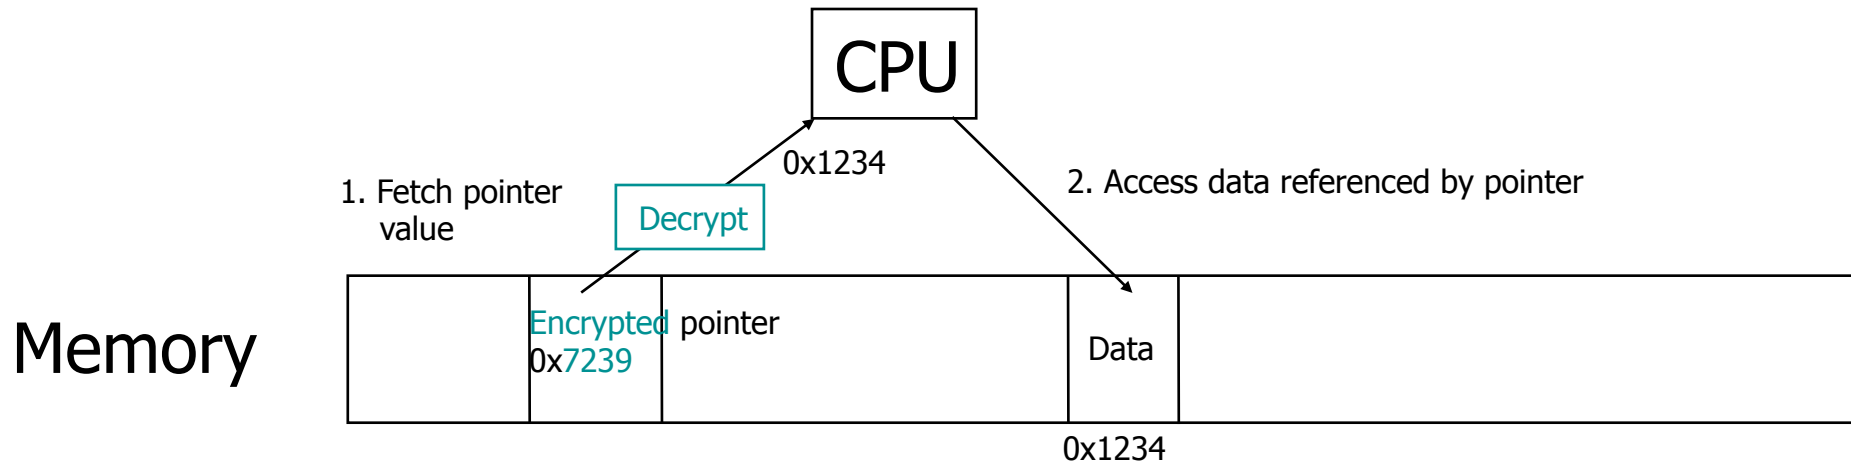 CPU
0x1234
1. Fetch pointer
value
2. Access data referenced by pointer
Decrypt
Memory
Encrypted pointer
0x7239
Data
0x1234